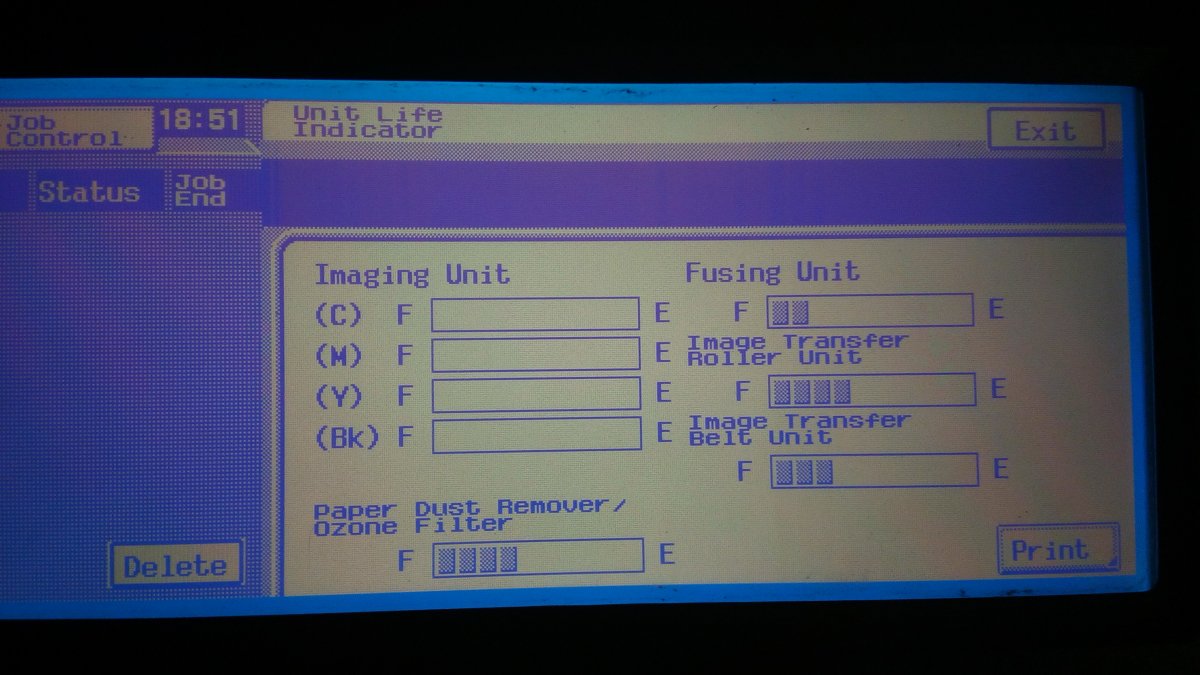 Job
Control
18:51
Unit Life
Indicator
Exit
Status
Job
End
Imaging Unit
(C) F E
(M) F E
(Y) F E
(Bk) F E
Paper Dust Remover/
Ozone Filter
F E
Fusing Unit
F E
Image Transfer
Roller Unit
F E
Image Transfer
Belt Unit
F E
Delete
Print